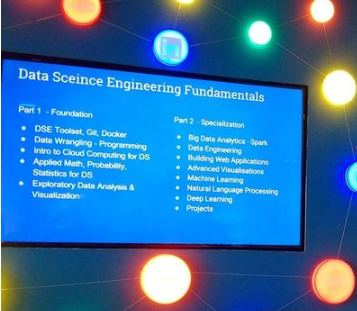 Data Sceince Engineering Fundamentals
Part 1 - Foundation
DSE Toolset, Git, Docker
Data Wrangling - Programming
Intro to Cloud Computing for DS
Applied Math, Probability,
Statistics for DS
Exploratory Data Analysis &
Visualization
Part 2 - Specialization
Big Data Analytica - Spark
Data Engineering
Building Web Applications
Advanced Visualisations
Machine Learning
Natural Language Processing
Deep Learning
Projects